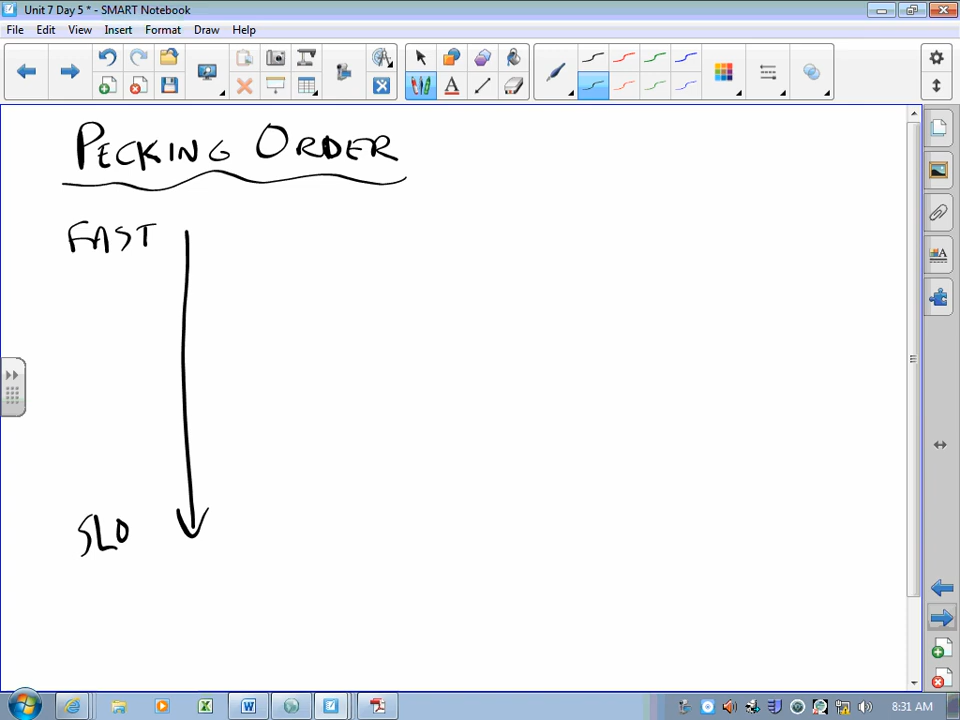 Unit 7 Day 5 * - SMART Notebook
File Edit View Insert Format Draw Help
PECKING ORDER
FAST
SLO
8:31 AM